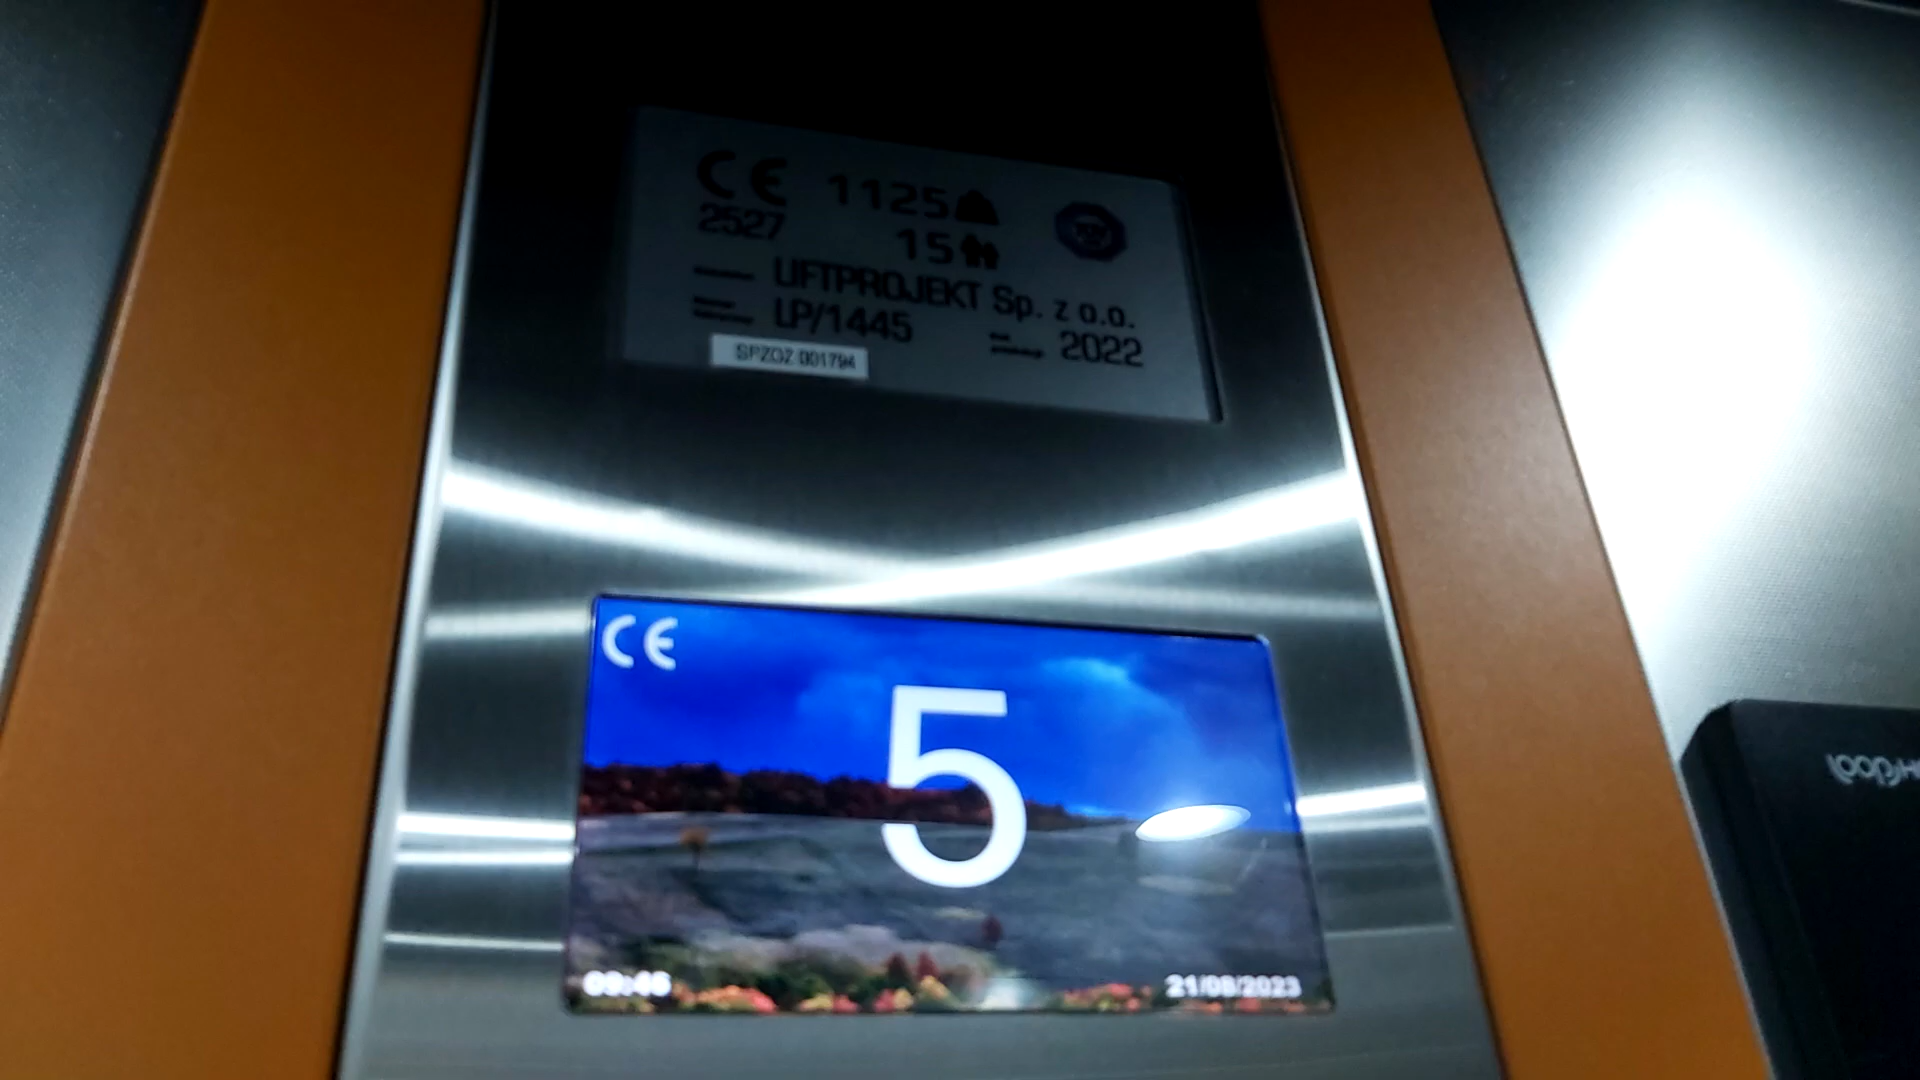 CE 1125
2527
15
LIFTPROJEKT Sp. z o.o.
LP/1445
2022
SPZOZ 001794
CE
5
09:46
21/08/2023